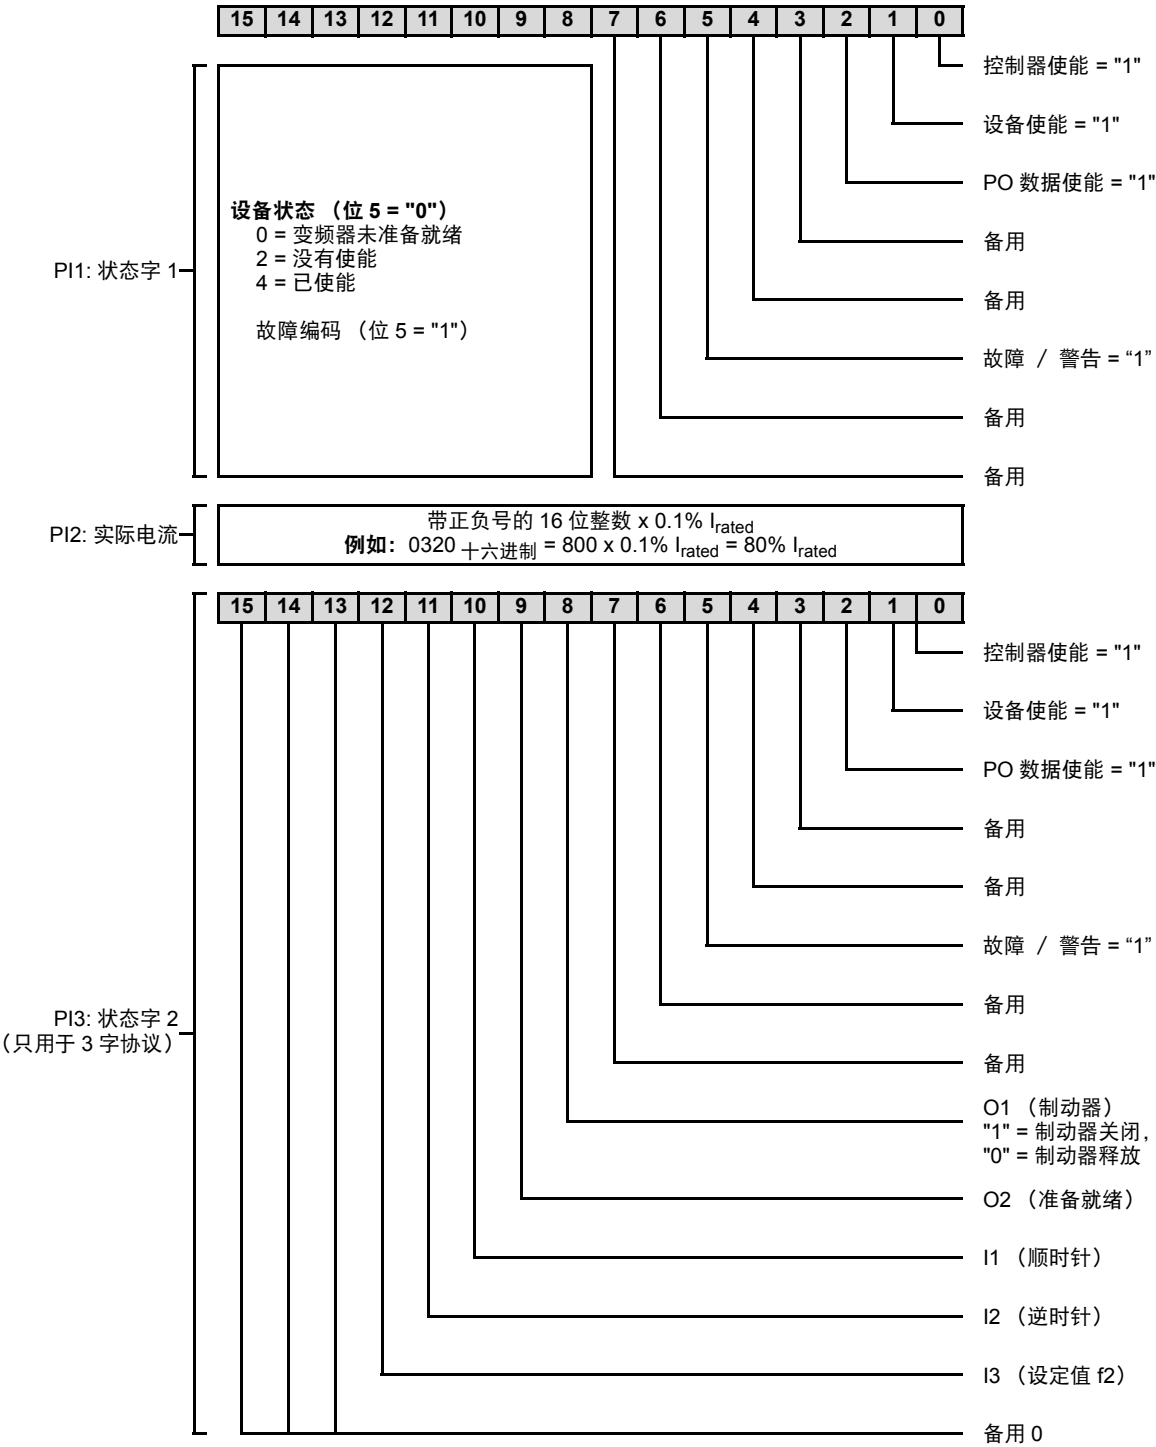 15 14 13 12 11 10 9 8 7 6 5 4 3 2 1 0
控制器使能 = "1"
设备使能 = "1"
PO 数据使能 = "1"
备用
备用
故障 / 警告 = “1”
备用
备用
PI1: 状态字 1
设备状态 （位 5 = "0"）
0 = 变频器未准备就绪
2 = 没有使能
4 = 已使能
故障编码 （位 5 = "1"）
PI2: 实际电流
带正负号的 16 位整数 x 0.1% Irated
例如：0320 十六进制 = 800 x 0.1% Irated = 80% Irated
15 14 13 12 11 10 9 8 7 6 5 4 3 2 1 0
控制器使能 = "1"
设备使能 = "1"
PO 数据使能 = "1"
备用
备用
故障 / 警告 = “1”
备用
备用
PI3: 状态字 2
（只用于 3 字协议）
O1 （制动器）
"1" = 制动器关闭，
"0" = 制动器释放
O2 （准备就绪）
I1 （顺时针）
I2 （逆时针）
I3 （设定值 f2）
备用 0